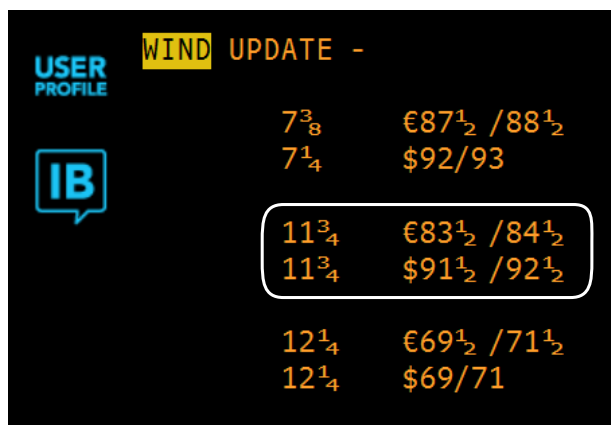 WIND UPDATE -
USER
PROFILE
7⅜ €87½ /88½
7¼ $92/93
IB
11¾ €83½ /84½
11¾ $91½ /92½
12¼ €69½ /71½
12¼ $69/71